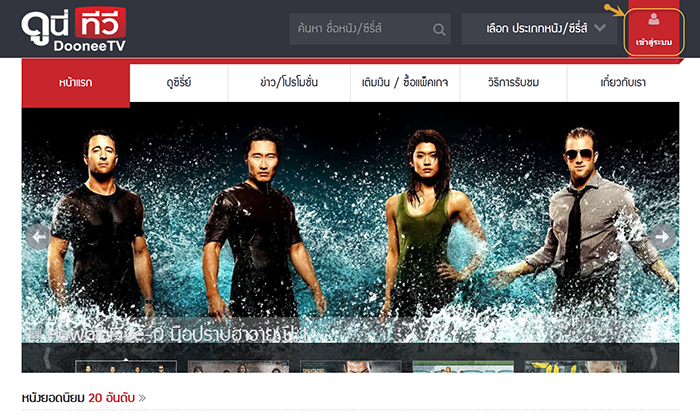 ดูนี่ ทีวี
DooneeTV
ค้นหา ชื่อหนัง/ซีรี่ส์
เลือก ประเภทหนัง/ซีรี่ส์
เข้าสู่ระบบ
หน้าแรก
ดูซีรี่ย์
ข่าว/โปรโมชั่น
เติมเงิน / ซื้อแพ็คเกจ
วิธีการรับชม
เกี่ยวกับเรา
มือปราบฮาวาย
หนังยอดนิยม 20 อันดับ »